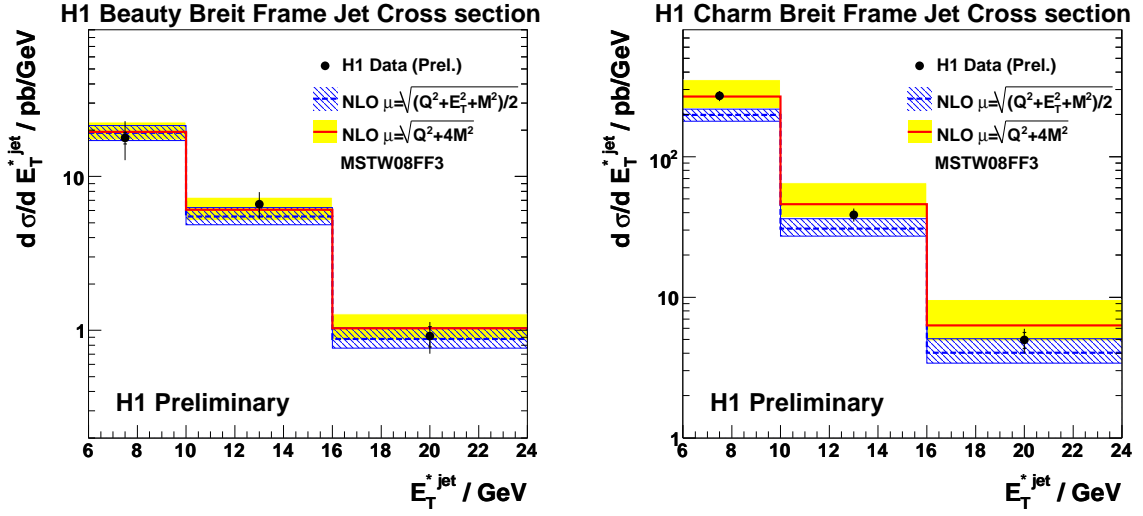 H1 Beauty Breit Frame Jet Cross section
d σ/d E_T^{* jet} / pb/GeV
H1 Data (Prel.)
NLO μ=√(Q²+E_T²+M²)/2
NLO μ=√Q²+4M²
MSTW08FF3
10
1
H1 Preliminary
6 8 10 12 14 16 18 20 22 24
E_T^{* jet} / GeV
H1 Charm Breit Frame Jet Cross section
d σ/d E_T^{* jet} / pb/GeV
H1 Data (Prel.)
NLO μ=√(Q²+E_T²+M²)/2
NLO μ=√Q²+4M²
MSTW08FF3
10²
10
1
H1 Preliminary
6 8 10 12 14 16 18 20 22 24
E_T^{* jet} / GeV